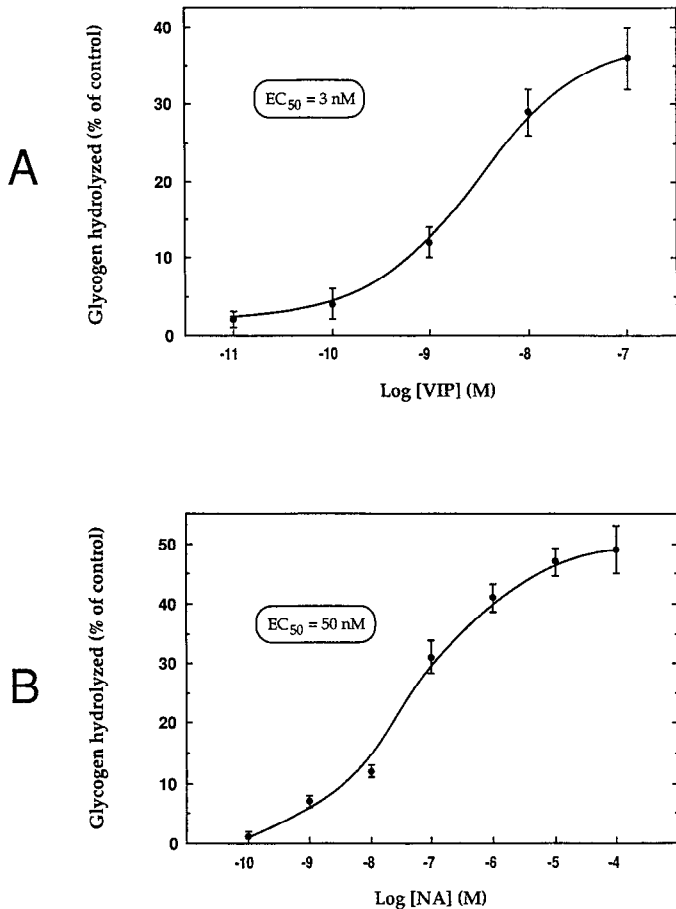 A
Glycogen hydrolyzed (% of control)
40
30
20
10
0
EC50 = 3 nM
-11 -10 -9 -8 -7
Log [VIP] (M)
B
Glycogen hydrolyzed (% of control)
50
40
30
20
10
0
EC50 = 50 nM
-10 -9 -8 -7 -6 -5 -4
Log [NA] (M)